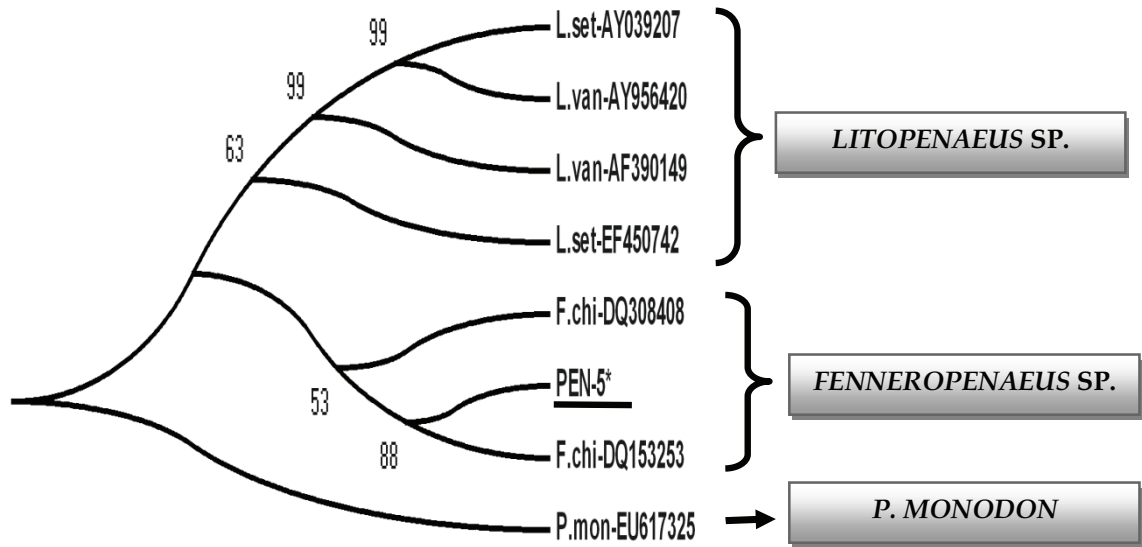 99
L.set-AY039207
99
L.van-AY956420
63
L.van-AF390149
L.set-EF450742
LITOPENAEUS SP.
F.chi-DQ308408
53
PEN-5*
88
F.chi-DQ153253
FENNEROPENAEUS SP.
P.mon-EU617325
P. MONODON